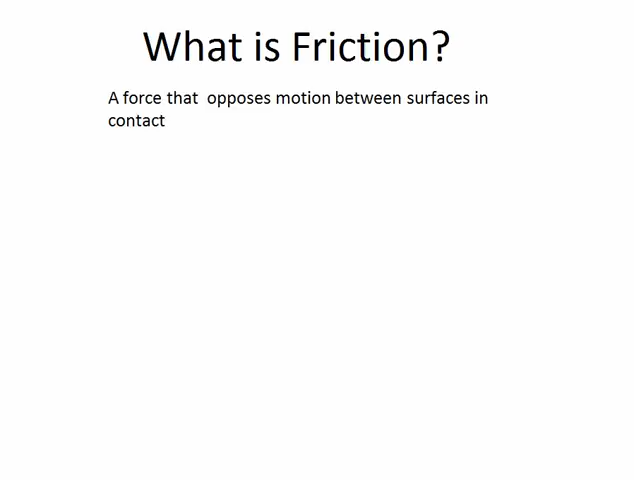 What is Friction?
A force that  opposes motion between surfaces in
contact